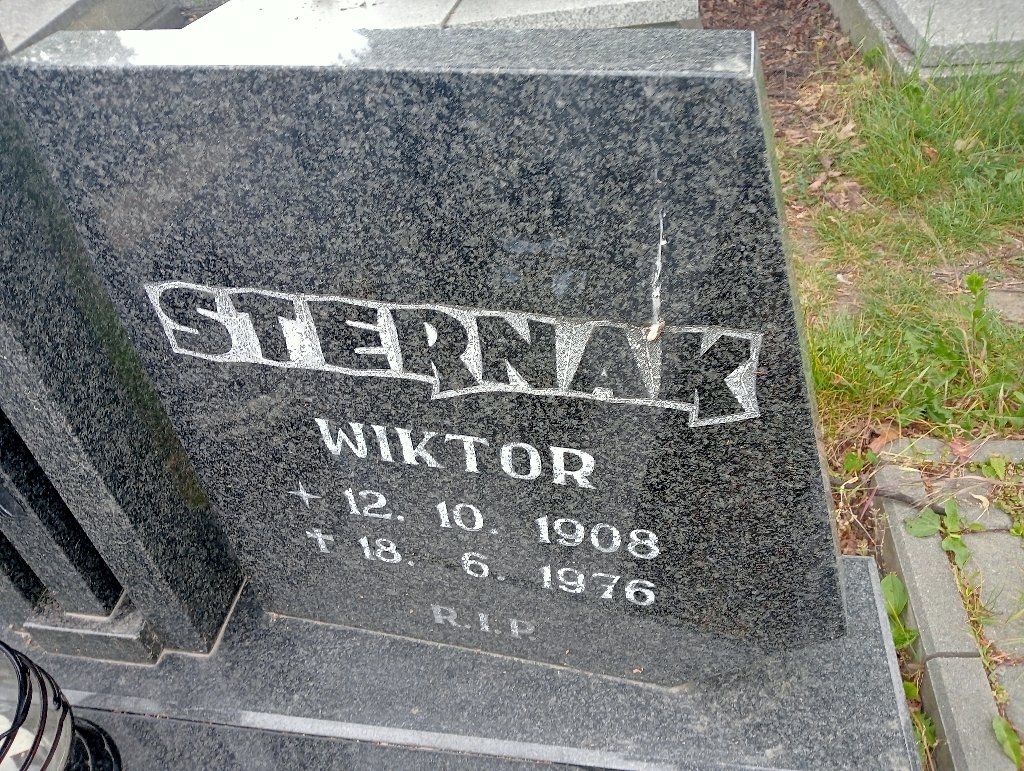 STERNAK
WIKTOR
12. 10. 1908
✝ 18. 6. 1976
R.I.P.